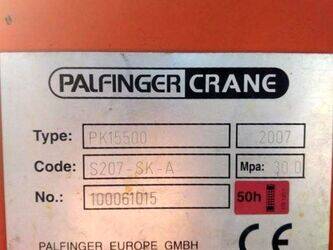 PALFINGER CRANE
Type: PK15500 2007
Code: S207-SK-A Mpa: 30.0
No.: 100061015 50h
PALFINGER EUROPE GMBH CE